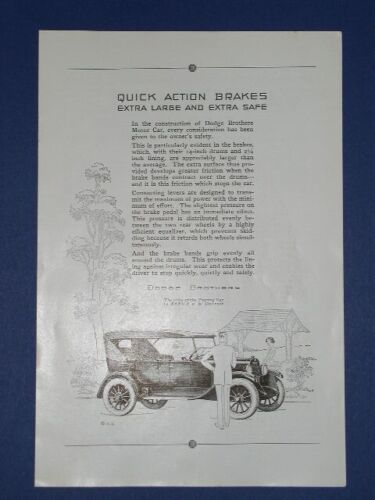 QUICK ACTION BRAKES
EXTRA LARGE AND EXTRA SAFE
In the construction of Dodge Brothers
Motor Car, every consideration has been
given to the owner's safety.
This is particularly evident in the brakes,
which, with their 14-inch drums and 2¼
inch lining, are appreciably larger than
the average. The extra surface thus pro-
vided develops greater friction when the
brake bands contract over the drums—
and it is this friction which stops the car.
Connecting levers are designed to trans-
mit the maximum of power with the mini-
mum of effort. The slightest pressure on
the brake pedal has an immediate effect.
This pressure is distributed evenly be-
tween the two rear wheels by a highly
efficient equalizer, which prevents skid-
ding because it retards both wheels simul-
taneously.
And the brake bands grip evenly all
around the drums. This protects the lin-
ing against irregular wear and enables the
driver to stop quickly, quietly and safely.
DODGE BROTHERS
The price of the Touring Car